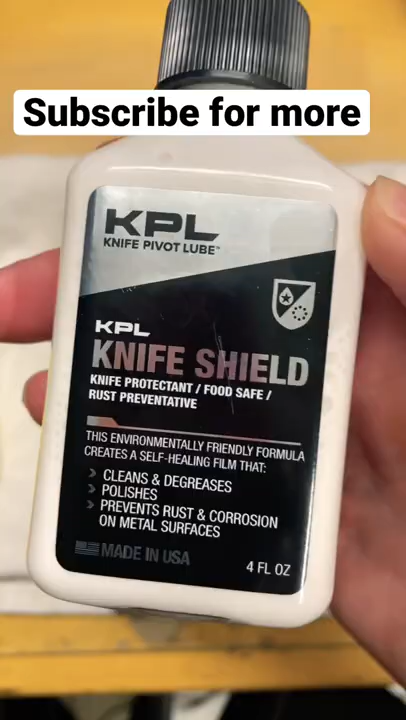 Subscribe for more
KPL
KNIFE PIVOT LUBE™
KPL
KNIFE SHIELD
KNIFE PROTECTANT / FOOD SAFE /
RUST PREVENTATIVE
THIS ENVIRONMENTALLY FRIENDLY FORMULA
CREATES A SELF-HEALING FILM THAT:
CLEANS & DEGREASES
POLISHES
PREVENTS RUST & CORROSION
ON METAL SURFACES
MADE IN USA
4 FL OZ